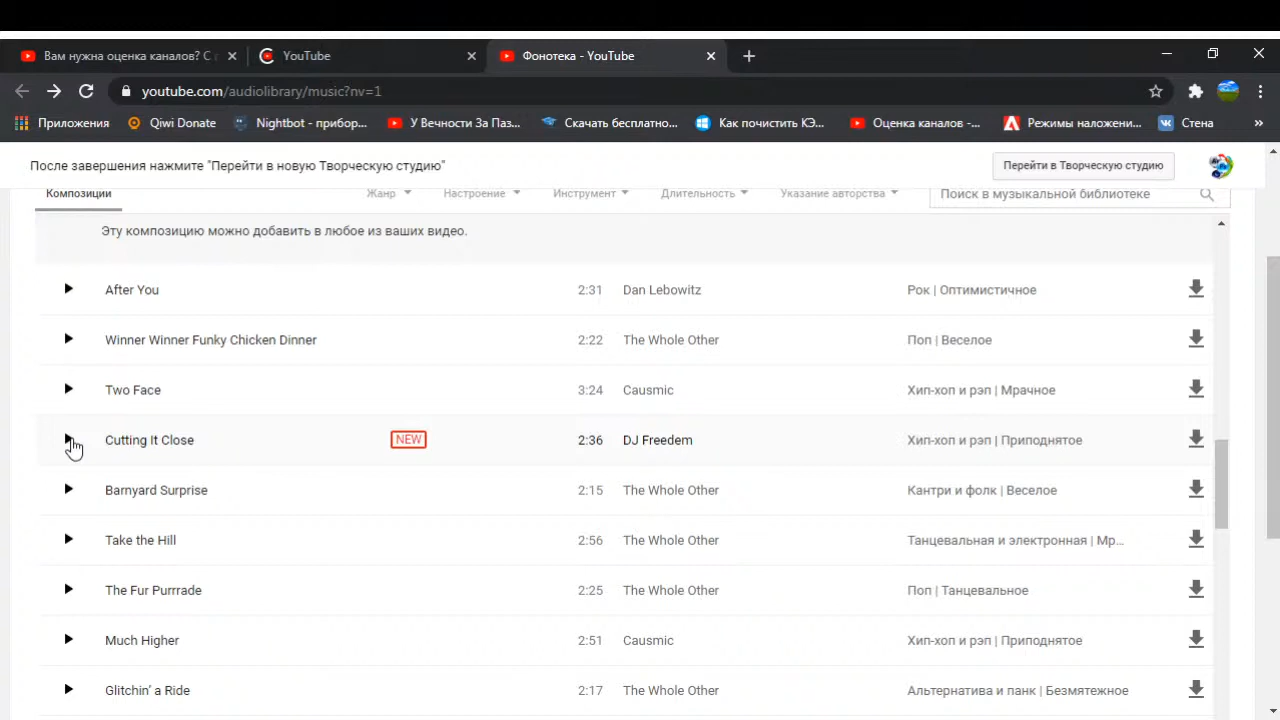 Вам нужна оценка каналов? С
YouTube
Фонотека - YouTube
youtube.com/audiolibrary/music?nv=1
Приложения
Qiwi Donate
Nightbot - прибор...
У Вечности За Паз...
Скачать бесплатно...
Как почистить КЭ...
Оценка каналов -...
Режимы наложени...
Стена
»
После завершения нажмите "Перейти в новую Творческую студию"
Перейти в Творческую студию
Композиции
Жанр
Настроение
Инструмент
Длительность
Указание авторства
Поиск в музыкальной библиотеке
Эту композицию можно добавить в любое из ваших видео.
After You 2:31 Dan Lebowitz Рок | Оптимистичное
Winner Winner Funky Chicken Dinner 2:22 The Whole Other Поп | Веселое
Two Face 3:24 Causmic Хип-хоп и рэп | Мрачное
Cutting It Close NEW 2:36 DJ Freedem Хип-хоп и рэп | Приподнятое
Barnyard Surprise 2:15 The Whole Other Кантри и фолк | Веселое
Take the Hill 2:56 The Whole Other Танцевальная и электронная | Мр...
The Fur Purrrade 2:25 The Whole Other Поп | Танцевальное
Much Higher 2:51 Causmic Хип-хоп и рэп | Приподнятое
Glitchin' a Ride 2:17 The Whole Other Альтернатива и панк | Безмятежное